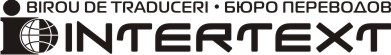 BIROU DE TRADUCERI • БЮРО ПЕРЕВОДОВ
INTERTEXT